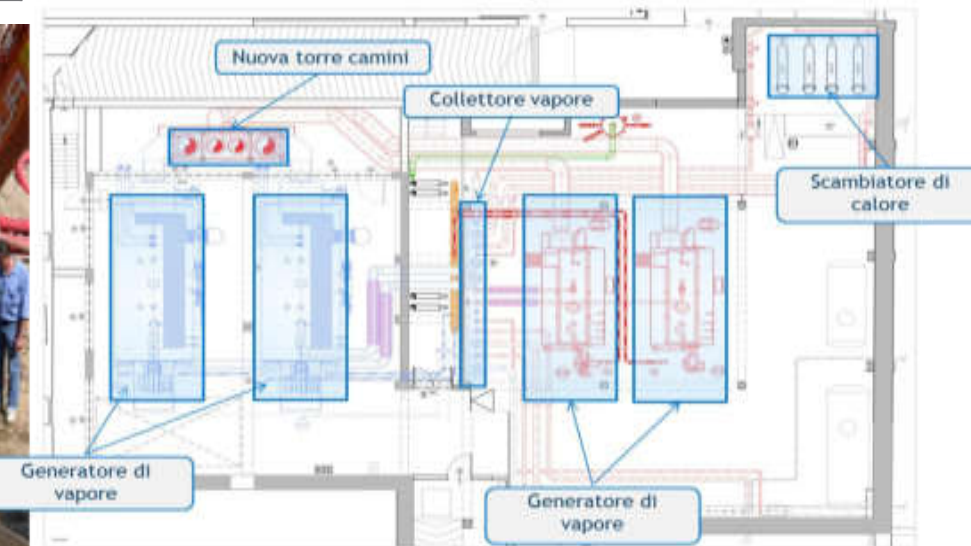 Nuova torre camini
Collettore vapore
Scambiatore di
calore
Generatore di
vapore
Generatore di
vapore